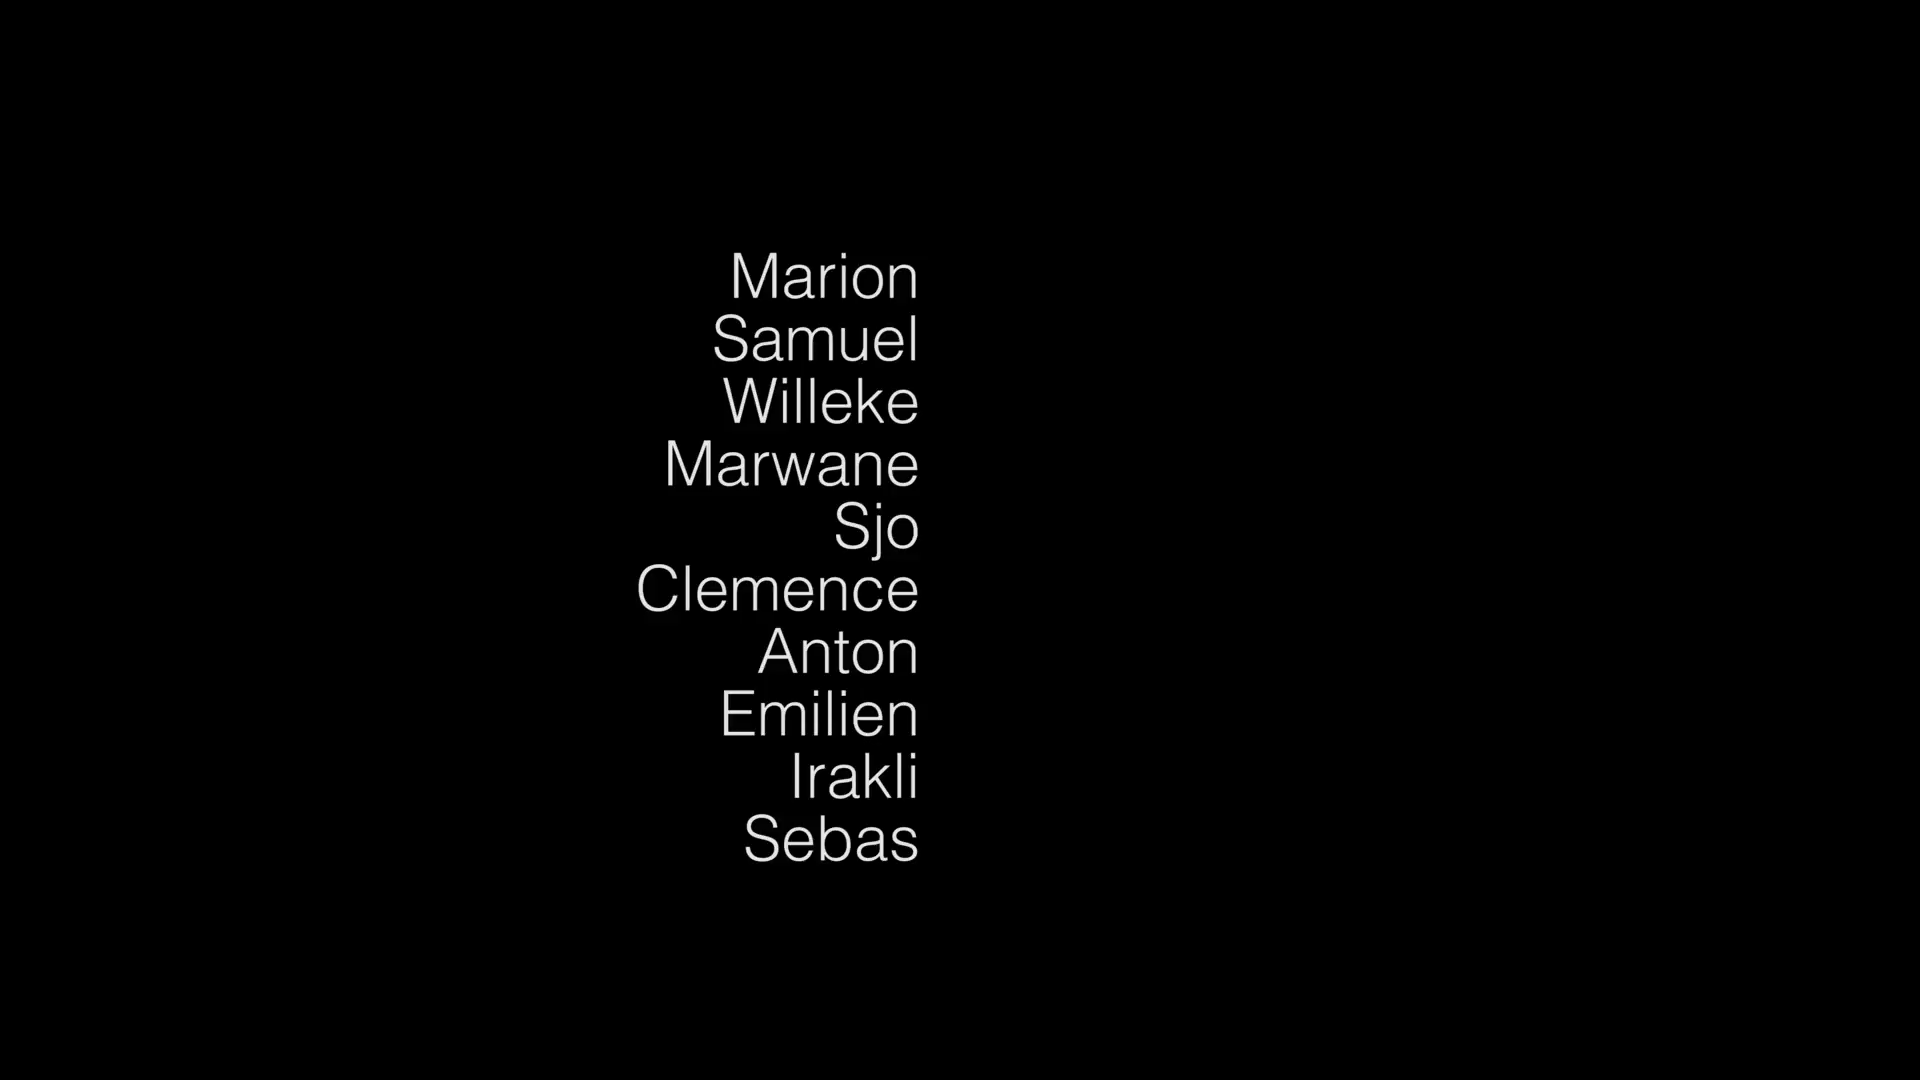 Marion
Samuel
Willeke
Marwane
Sjo
Clemence
Anton
Emilien
Irakli
Sebas